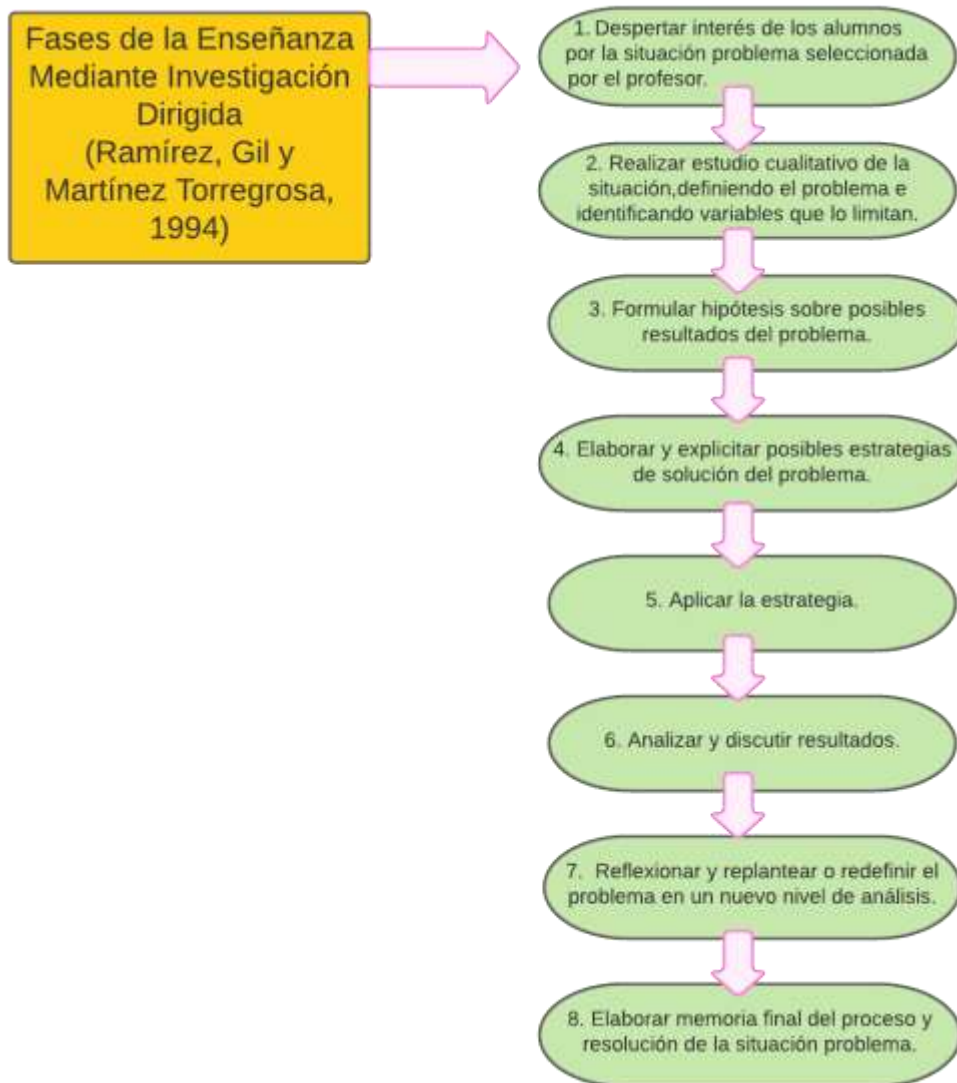 Fases de la Enseñanza
Mediante Investigación
Dirigida
(Ramírez, Gil y
Martínez Torregrosa,
1994)
1. Despertar interés de los alumnos
por la situación problema seleccionada
por el profesor.
2. Realizar estudio cualitativo de la
situación,definiendo el problema e
identificando variables que lo limitan.
3. Formular hipótesis sobre posibles
resultados del problema.
4. Elaborar y explicitar posibles estrategias
de solución del problema.
5. Aplicar la estrategia.
6. Analizar y discutir resultados.
7. Reflexionar y replantear o redefinir el
problema en un nuevo nivel de análisis.
8. Elaborar memoria final del proceso y
resolución de la situación problema.